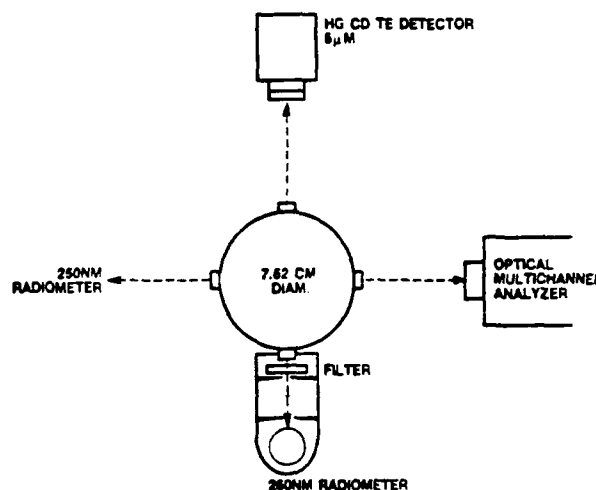 HG CD TE DETECTOR
5μM
7.62 CM
DIAM.
250NM
RADIOMETER
OPTICAL
MULTICHANNEL
ANALYZER
FILTER
260NM RADIOMETER